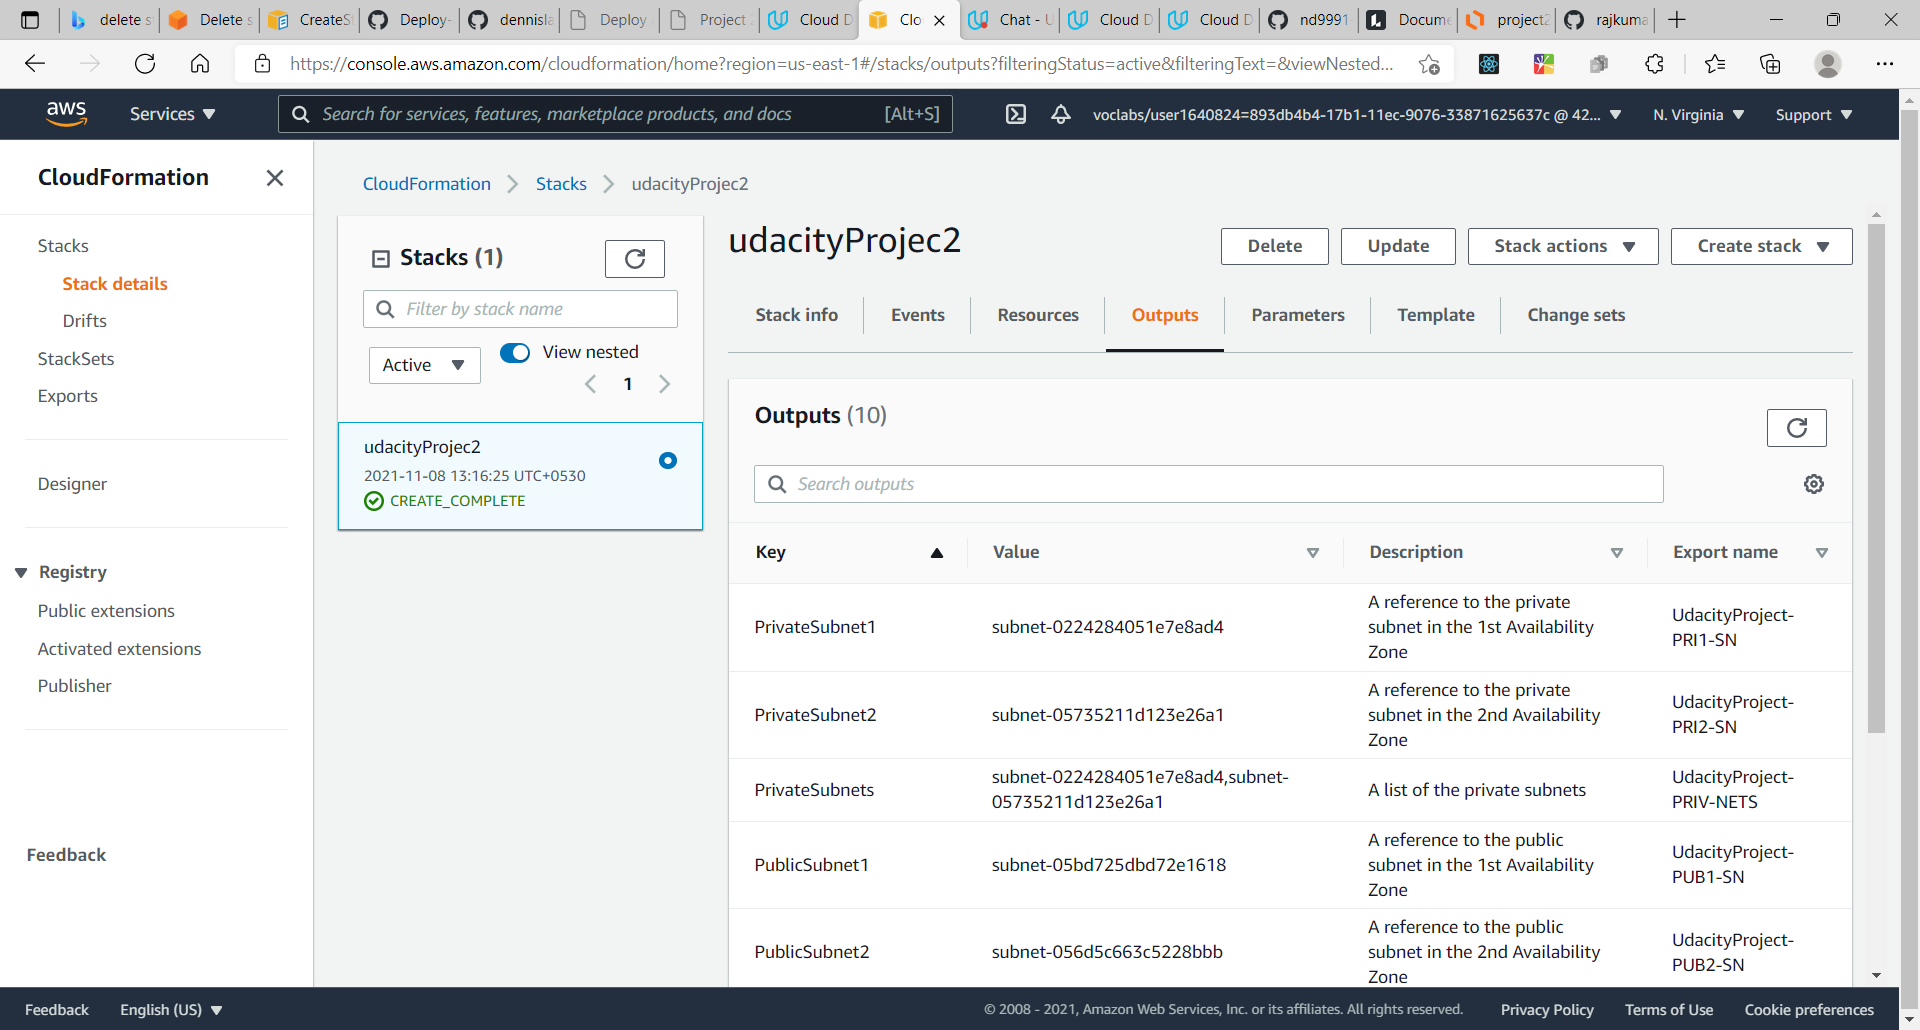 delete s
Delete s
CreateSt
Deploy-
dennisla
Deploy
Project
Cloud D
Clo
Chat - U
Cloud D
Cloud D
nd9991
Docume
project2
rajkuma
https://console.aws.amazon.com/cloudformation/home?region=us-east-1#/stacks/outputs?filteringStatus=active&filteringText=&viewNested...
aws
Services
Search for services, features, marketplace products, and docs
[Alt+S]
voclabs/user1640824=893db4b4-17b1-11ec-9076-33871625637c @ 42...
N. Virginia
Support
CloudFormation
Stacks
Stack details
Drifts
StackSets
Exports
Designer
Registry
Public extensions
Activated extensions
Publisher
Feedback
CloudFormation
Stacks
udacityProjec2
Stacks (1)
Filter by stack name
Active
View nested
1
udacityProjec2
2021-11-08 13:16:25 UTC+0530
CREATE_COMPLETE
udacityProjec2
Delete
Update
Stack actions
Create stack
Stack info
Events
Resources
Outputs
Parameters
Template
Change sets
Outputs (10)
Search outputs
Key
Value
Description
Export name
PrivateSubnet1
subnet-0224284051e7e8ad4
A reference to the private
subnet in the 1st Availability
Zone
UdacityProject-
PRI1-SN
PrivateSubnet2
subnet-05735211d123e26a1
A reference to the private
subnet in the 2nd Availability
Zone
UdacityProject-
PRI2-SN
PrivateSubnets
subnet-0224284051e7e8ad4,subnet-
05735211d123e26a1
A list of the private subnets
UdacityProject-
PRIV-NETS
PublicSubnet1
subnet-05bd725dbd72e1618
A reference to the public
subnet in the 1st Availability
Zone
UdacityProject-
PUB1-SN
PublicSubnet2
subnet-056d5c663c5228bbb
A reference to the public
subnet in the 2nd Availability
Zone
UdacityProject-
PUB2-SN
Feedback
English (US)
© 2008 - 2021, Amazon Web Services, Inc. or its affiliates. All rights reserved.
Privacy Policy
Terms of Use
Cookie preferences